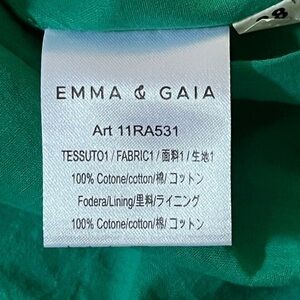 EMMA & GAIA
Art 11RA531
TESSUTO1 / FABRIC1 / 面料1 / 生地1
100% Cotone/cotton/棉/ コットン
Fodera/Lining/里料/ライニング
100% Cotone/cotton/棉/ コットン